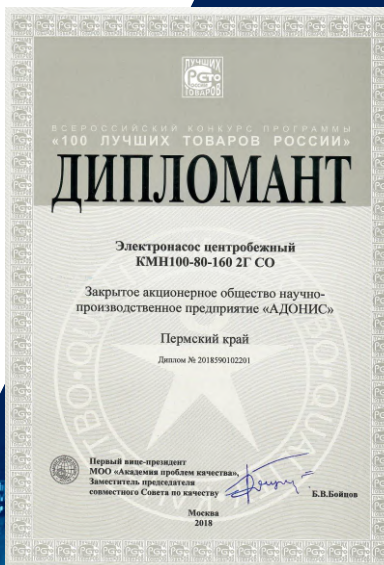 ЛУЧШИХ
РСТО
ТОВАРОВ
ВСЕРОССИЙСКИЙ КОНКУРС ПРОГРАММЫ
«100 ЛУЧШИХ ТОВАРОВ РОССИИ»
ДИПЛОМАНТ
Электронасос центробежный
КМН100-80-160 2Г СО
Закрытое акционерное общество научно-
производственное предприятие «АДОНИС»
Пермский край
Диплом № 2018590102201
Первый вице-президент
МОО «Академия проблем качества»,
Заместитель председателя
совместного Совета по качеству
Б.В.Бойцов
Москва
2018